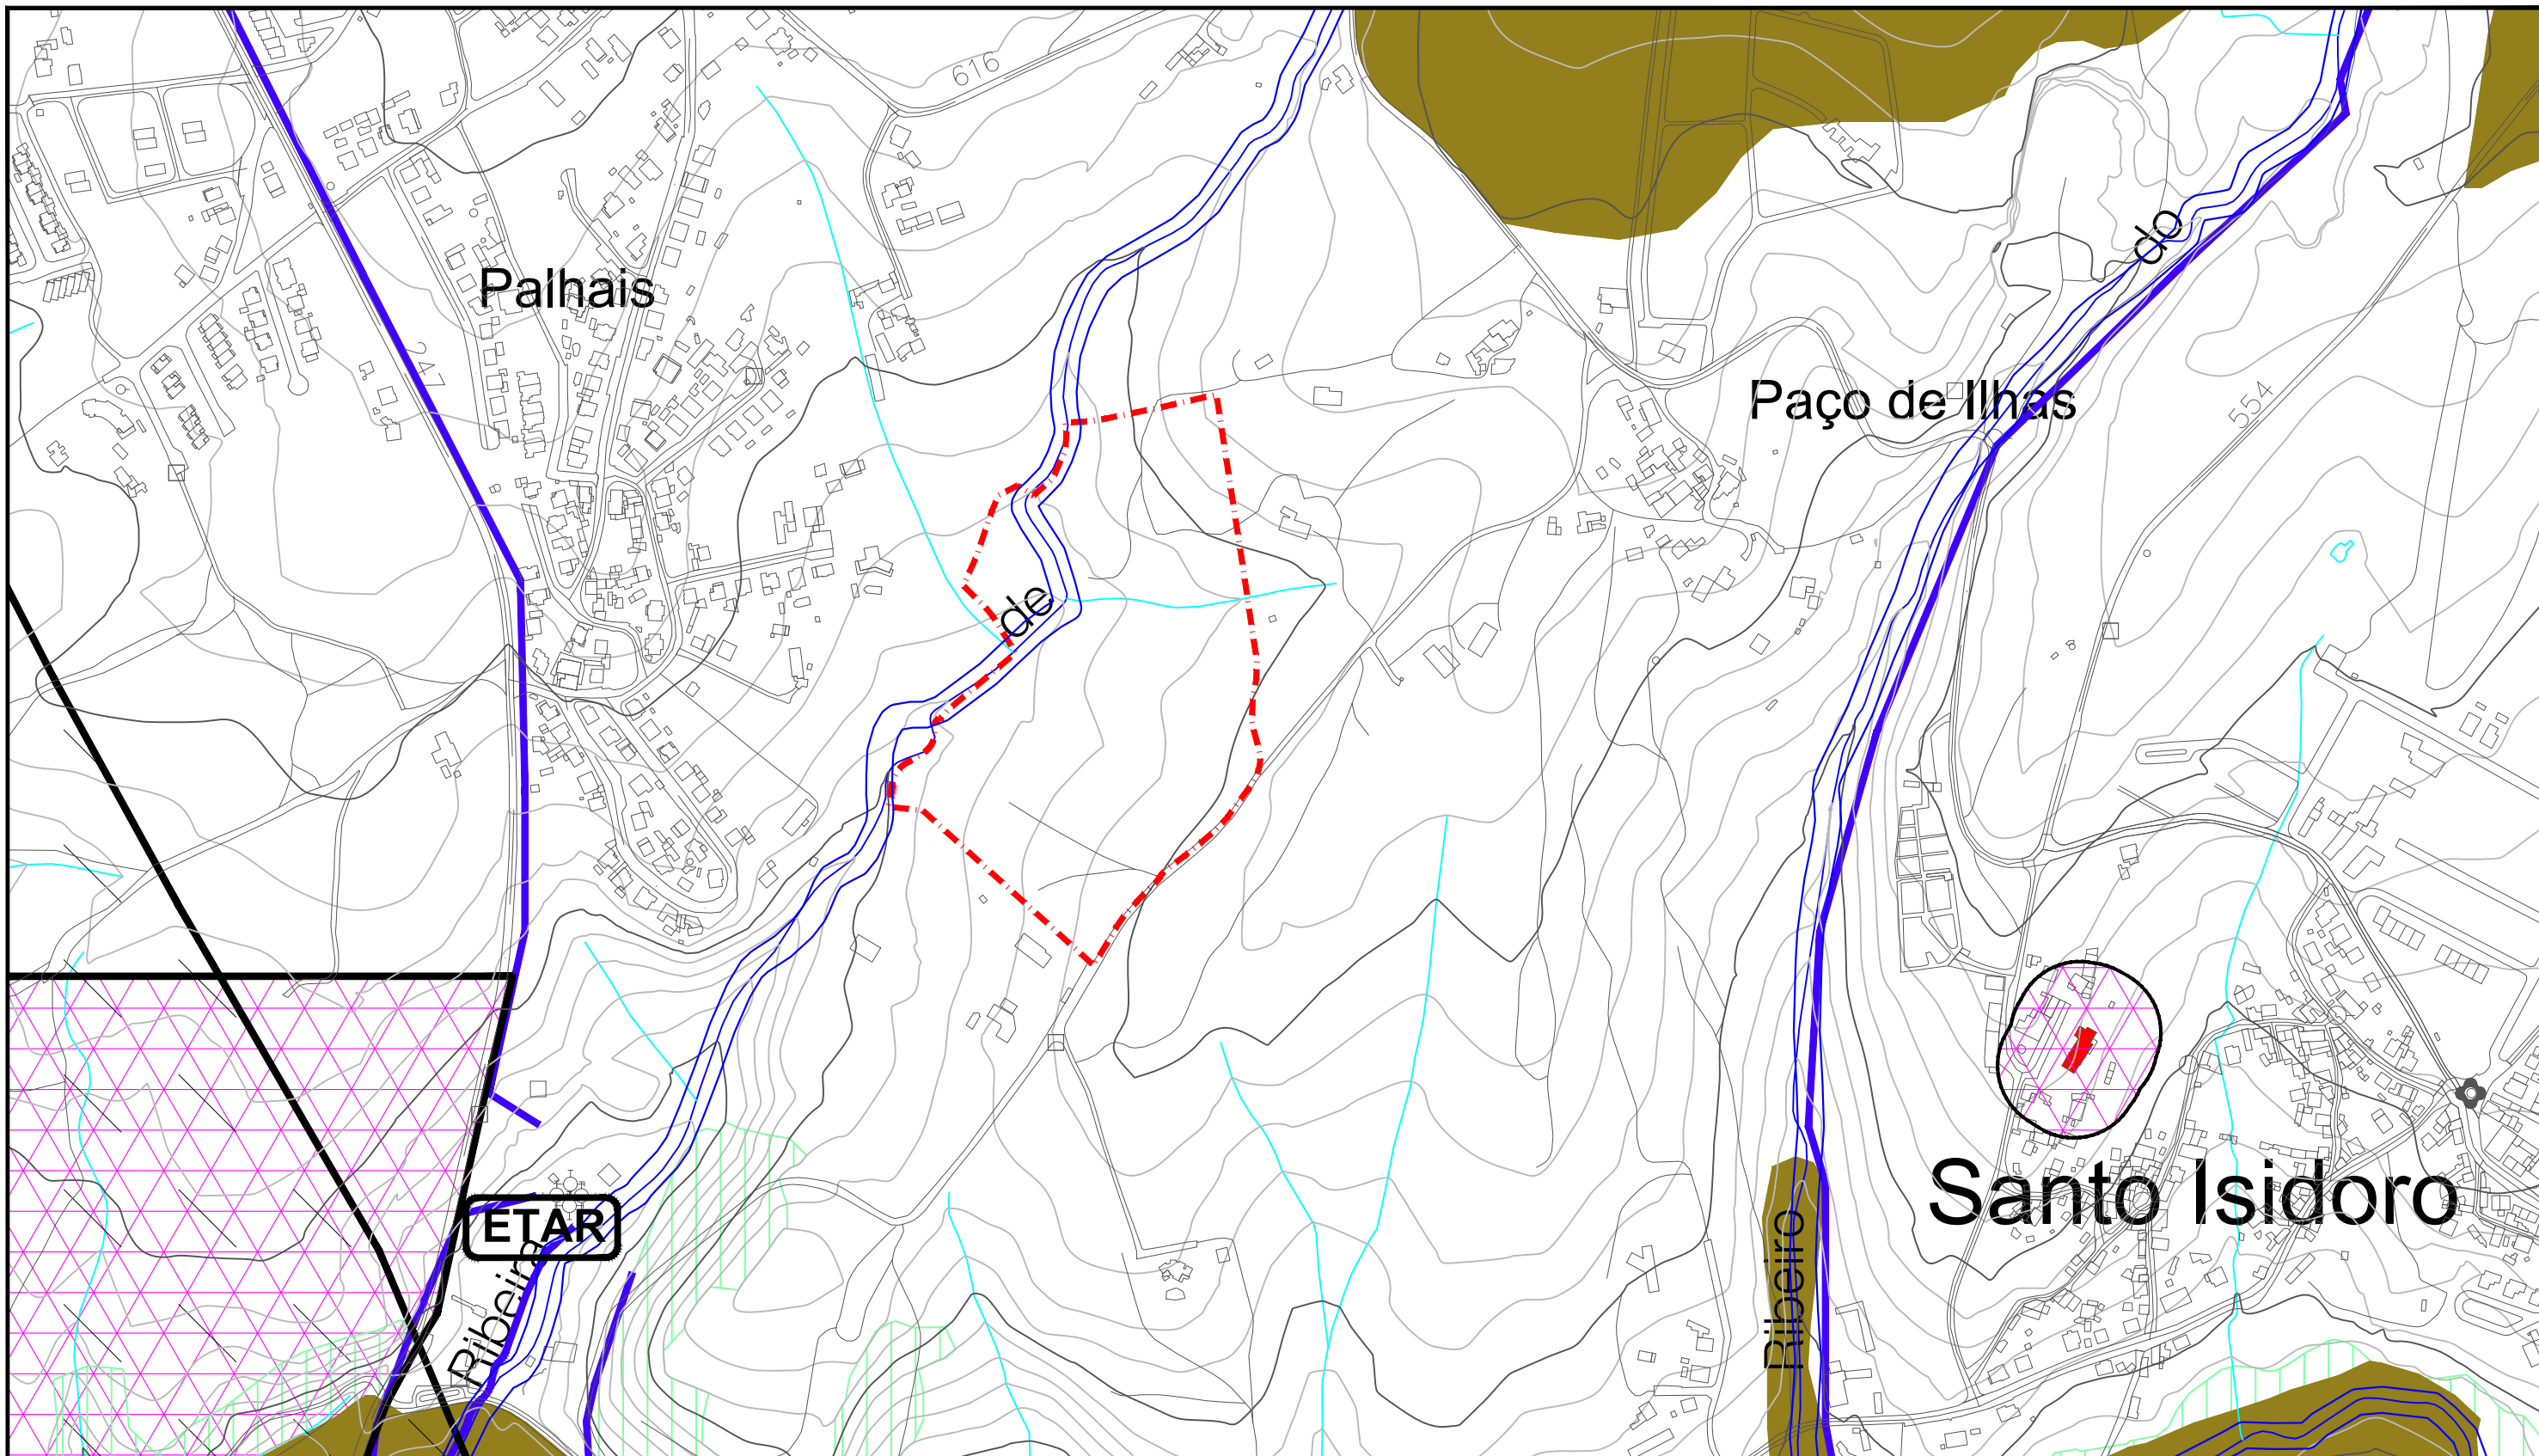 616
do
Palhais
247
Paço de Ilhas
554
de
Santo Isidoro
ETAR
Ribeira
Ribeiro